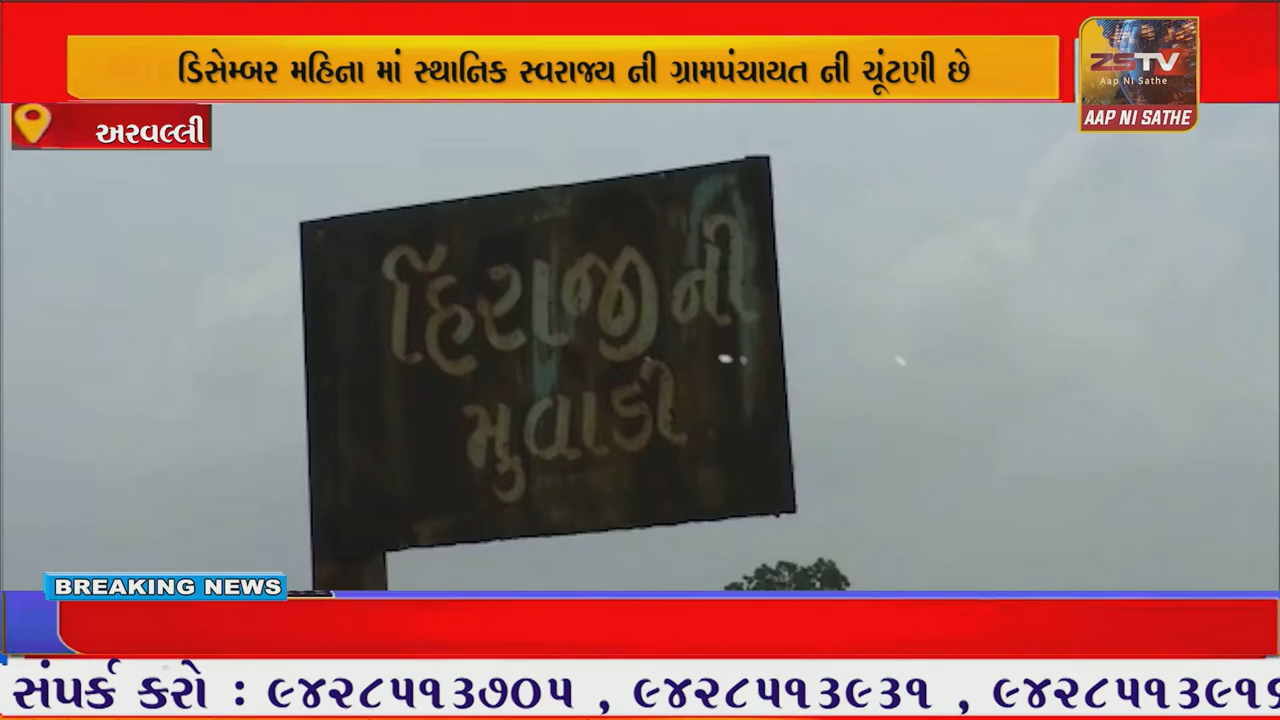 ડિસેમ્બર મહિના માં સ્થાનિક સ્વરાજ્ય ની ગ્રામપંચાયત ની ચૂંટણી છે
ZSTV
Aap Ni Sathe
AAP NI SATHE
અરવલ્લી
હિરાજી ની
મુવાડી
BREAKING NEWS
સંપર્ક કરો : ૯૪૨૮૫૧૩૭૦૫ , ૯૪૨૮૫૧૩૯૩૧ , ૯૪૨૮૫૧૩૯૧